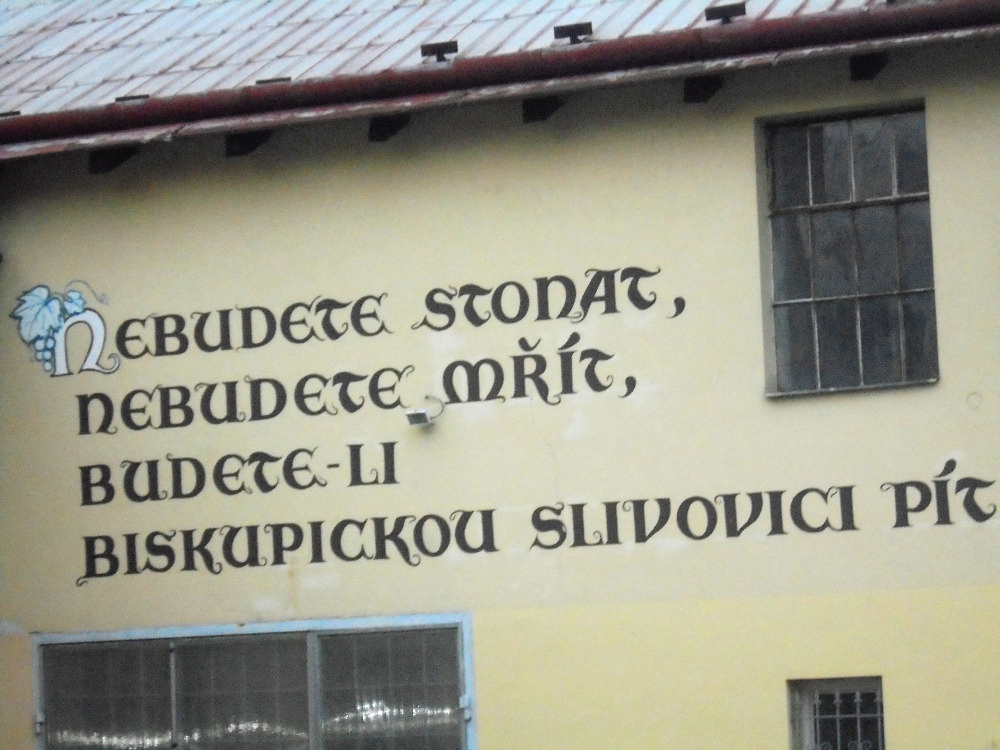 NEBUDETE STONAT,
NEBUDETE MŘÍT,
BUDETE-LI
BISKUPICKOU SLIVOVICI PÍT